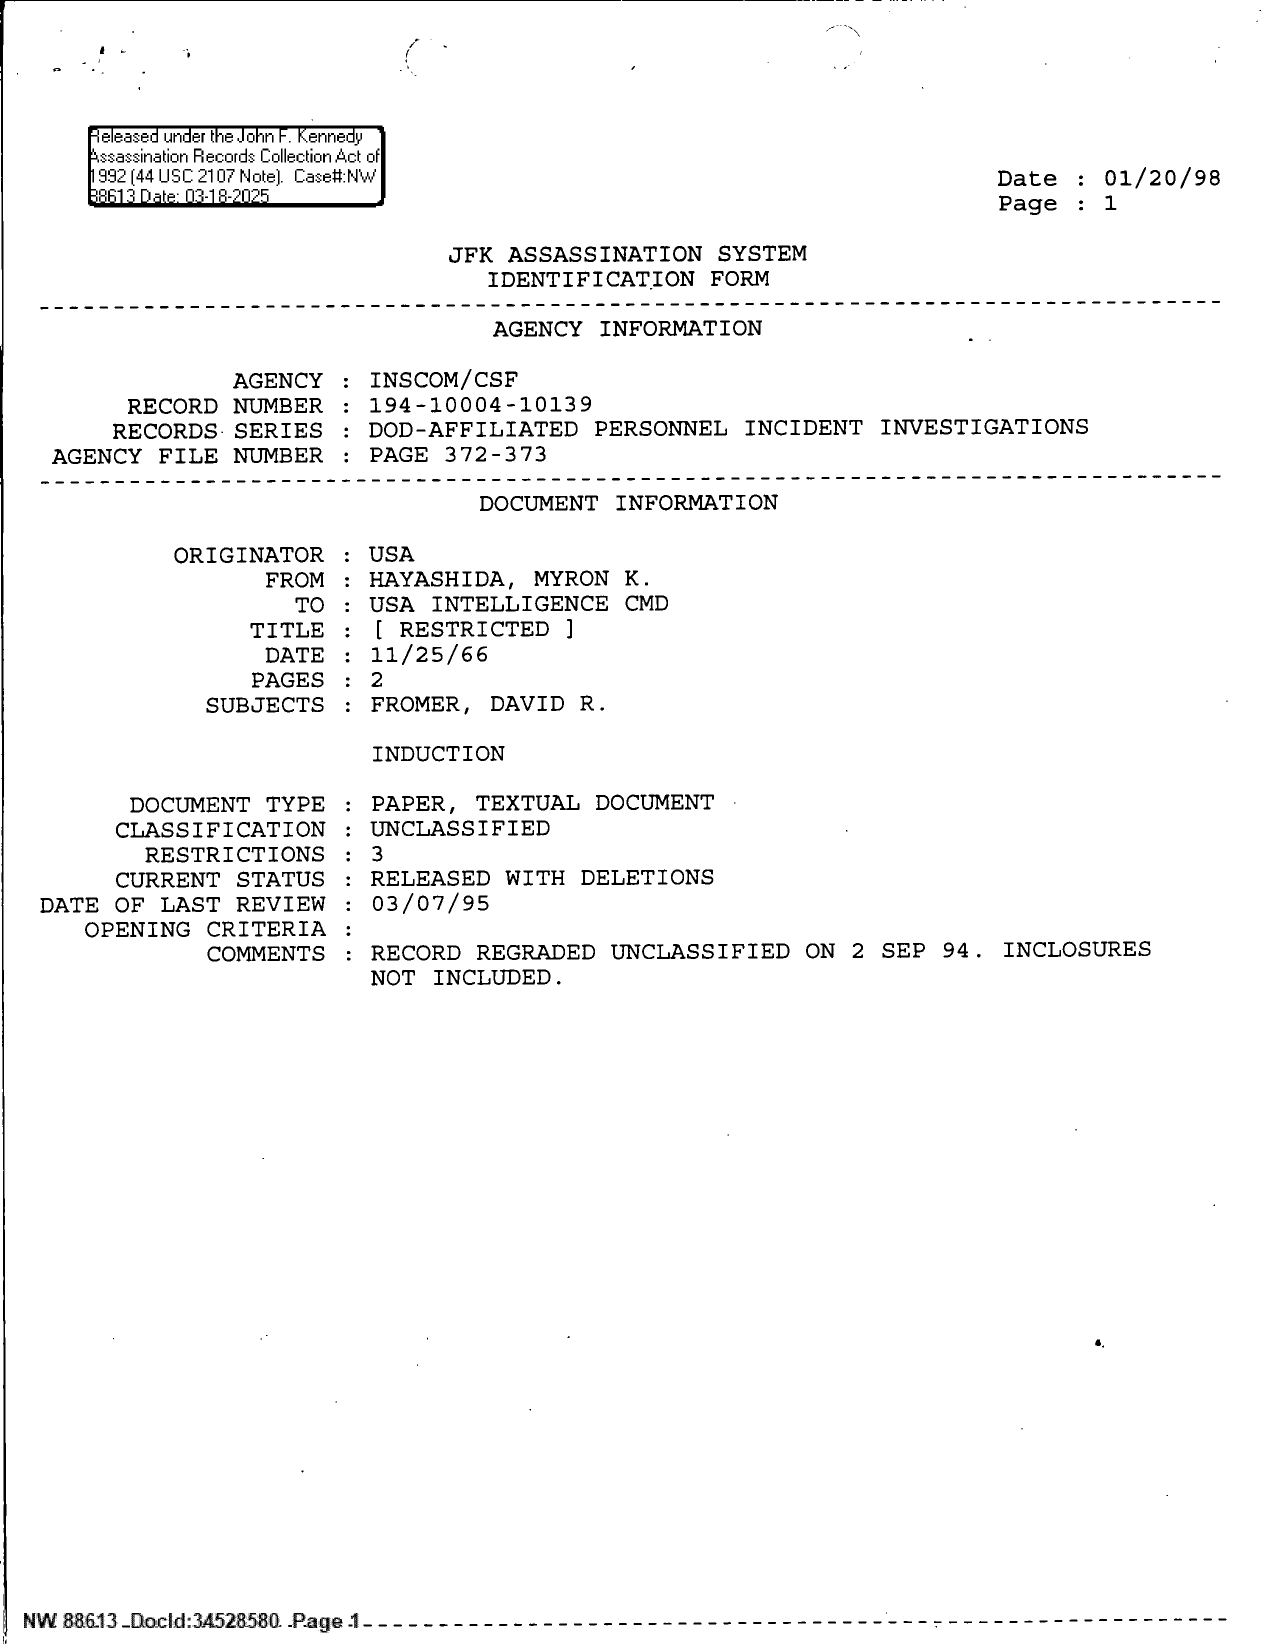 Released under the John F. Kennedy
Assassination Records Collection Act of
1992 (44 USC 2107 Note). Case#:NW
88613 Date: 03-18-2025
Date : 01/20/98
Page : 1
JFK ASSASSINATION SYSTEM
IDENTIFICATION FORM
AGENCY INFORMATION
AGENCY : INSCOM/CSF
RECORD NUMBER : 194-10004-10139
RECORDS SERIES : DOD-AFFILIATED PERSONNEL INCIDENT INVESTIGATIONS
AGENCY FILE NUMBER : PAGE 372-373
DOCUMENT INFORMATION
ORIGINATOR : USA
FROM : HAYASHIDA, MYRON K.
TO : USA INTELLIGENCE CMD
TITLE : [ RESTRICTED ]
DATE : 11/25/66
PAGES : 2
SUBJECTS : FROMER, DAVID R.
INDUCTION
DOCUMENT TYPE : PAPER, TEXTUAL DOCUMENT
CLASSIFICATION : UNCLASSIFIED
RESTRICTIONS : 3
CURRENT STATUS : RELEASED WITH DELETIONS
DATE OF LAST REVIEW : 03/07/95
OPENING CRITERIA :
COMMENTS : RECORD REGRADED UNCLASSIFIED ON 2 SEP 94. INCLOSURES
NOT INCLUDED.
NW 88613 DocId:34528580 Page 1